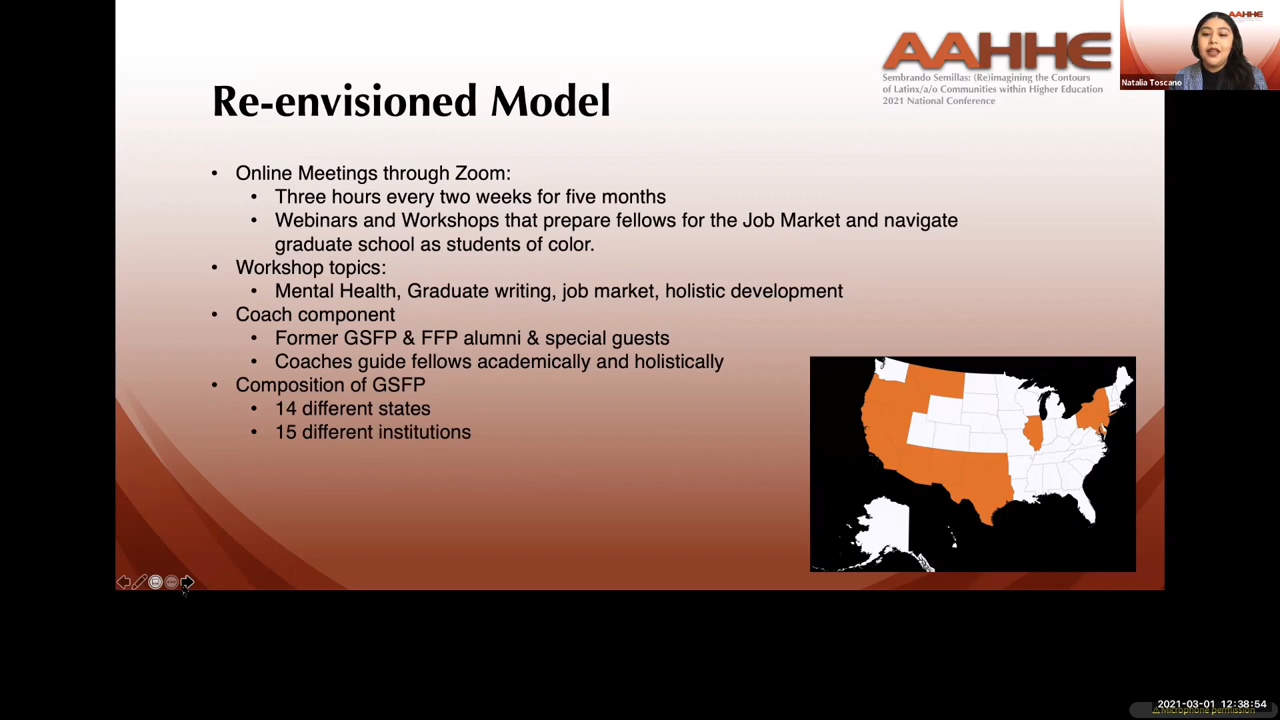 AAHHE
Sembrando Semillas: (Re)imagining the Contours
of Latinx/a/o Communities within Higher Education
2021 National Conference
AAHHE
Natalia Toscano
Re-envisioned Model
• Online Meetings through Zoom:
• Three hours every two weeks for five months
• Webinars and Workshops that prepare fellows for the Job Market and navigate
graduate school as students of color.
• Workshop topics:
• Mental Health, Graduate writing, job market, holistic development
• Coach component
• Former GSFP & FFP alumni & special guests
• Coaches guide fellows academically and holistically
• Composition of GSFP
• 14 different states
• 15 different institutions
2021-03-01 12:38:54
Microphone permission